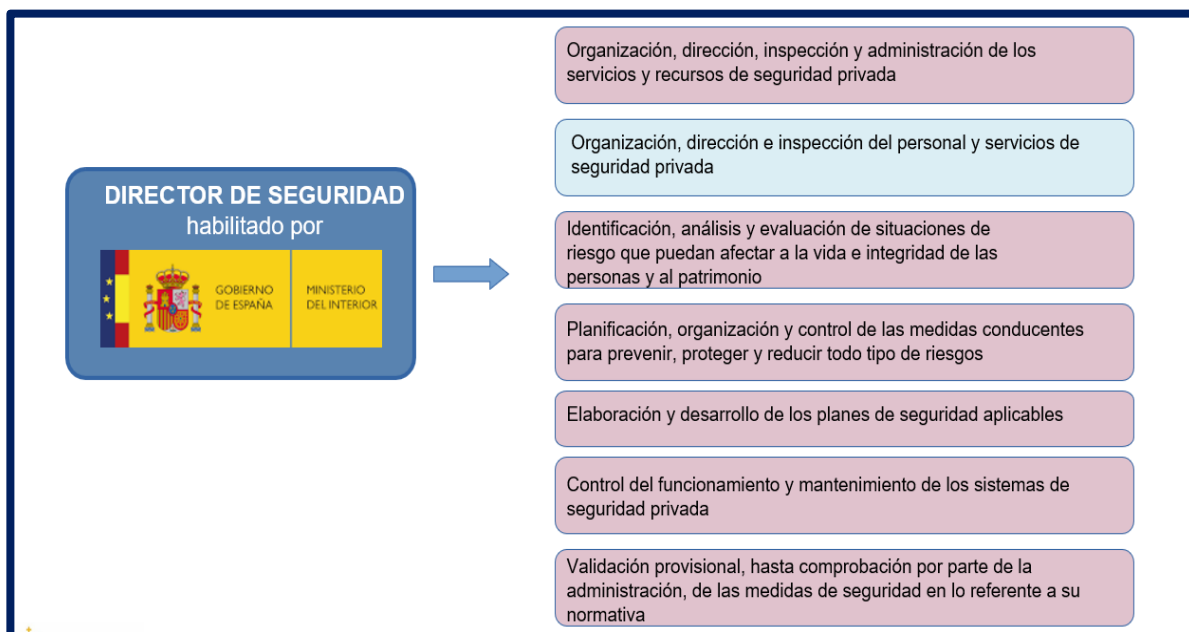 DIRECTOR DE SEGURIDAD
habilitado por
GOBIERNO
DE ESPAÑA
MINISTERIO
DEL INTERIOR
Organización, dirección, inspección y administración de los
servicios y recursos de seguridad privada
Organización, dirección e inspección del personal y servicios de
seguridad privada
Identificación, análisis y evaluación de situaciones de
riesgo que puedan afectar a la vida e integridad de las
personas y al patrimonio
Planificación, organización y control de las medidas conducentes
para prevenir, proteger y reducir todo tipo de riesgos
Elaboración y desarrollo de los planes de seguridad aplicables
Control del funcionamiento y mantenimiento de los sistemas de
seguridad privada
Validación provisional, hasta comprobación por parte de la
administración, de las medidas de seguridad en lo referente a su
normativa